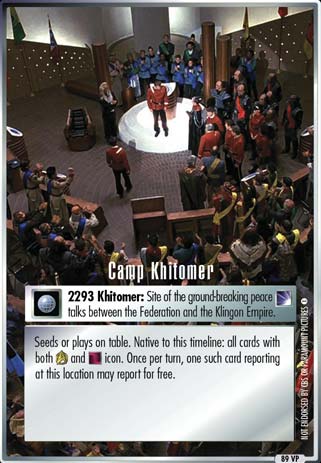 Camp Khitomer
2293 Khitomer: Site of the ground-breaking peace
talks between the Federation and the Klingon Empire.
Seeds or plays on table. Native to this timeline: all cards with
both and icon. Once per turn, one such card reporting
at this location may report for free.
NOT ENDORSED BY CBS OR PARAMOUNT PICTURES
89 VP